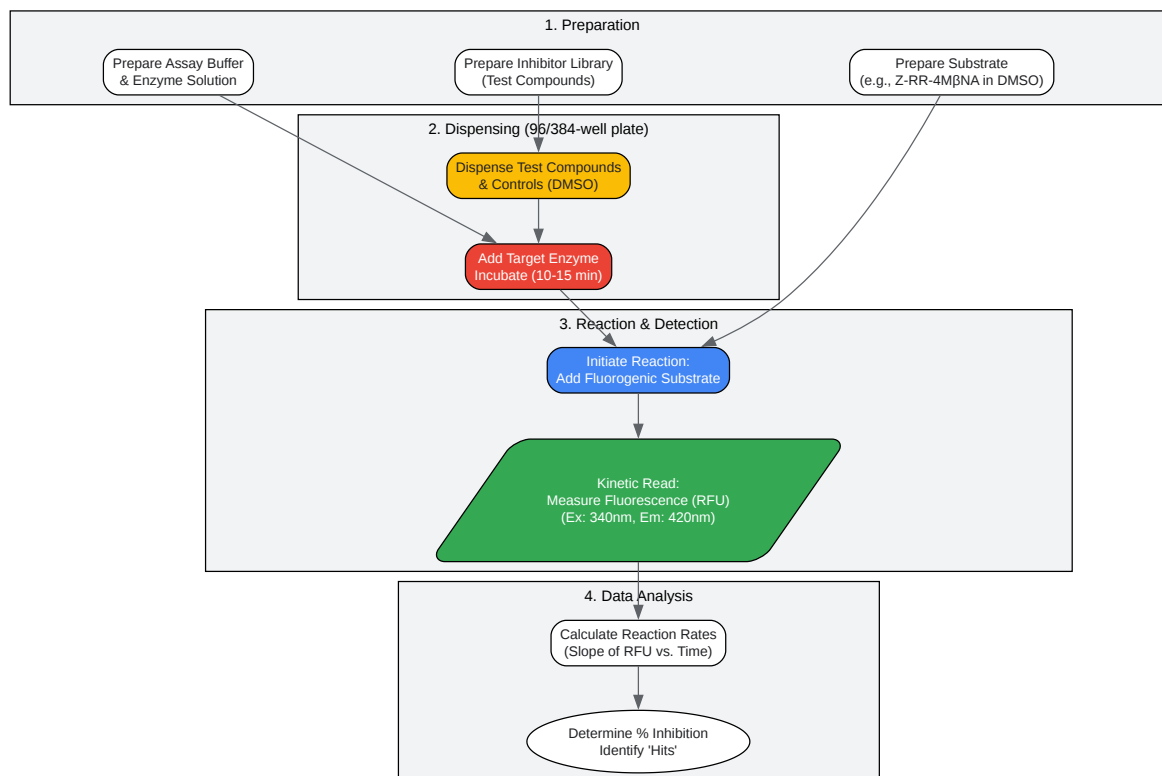 1. Preparation
Prepare Assay Buffer
& Enzyme Solution
Prepare Inhibitor Library
(Test Compounds)
Prepare Substrate
(e.g., Z-RR-4MβNA in DMSO)
2. Dispensing (96/384-well plate)
Dispense Test Compounds
& Controls (DMSO)
Add Target Enzyme
Incubate (10-15 min)
3. Reaction & Detection
Initiate Reaction:
Add Fluorogenic Substrate
Kinetic Read:
Measure Fluorescence (RFU)
(Ex: 340nm, Em: 420nm)
4. Data Analysis
Calculate Reaction Rates
(Slope of RFU vs. Time)
Determine % Inhibition
Identify 'Hits'